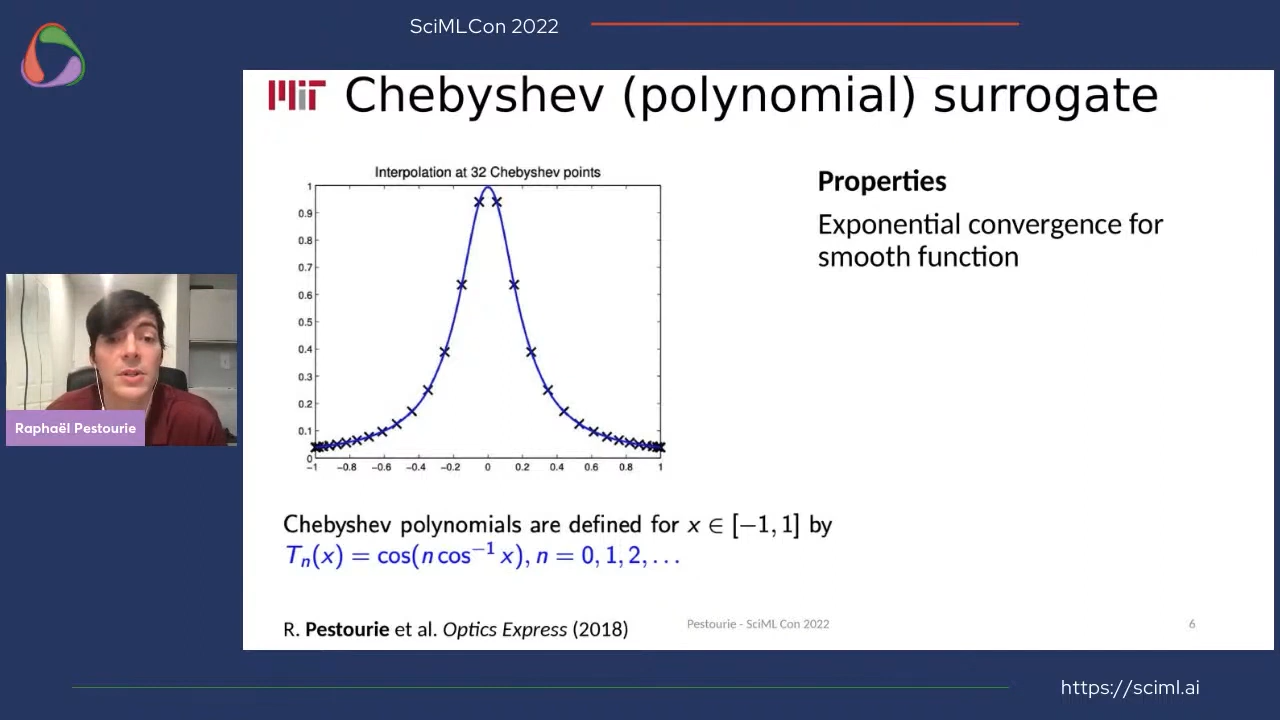 SciMLCon 2022
MIT Chebyshev (polynomial) surrogate
Interpolation at 32 Chebyshev points
1
0.9
0.8
0.7
0.6
0.5
0.4
0.3
0.2
0.1
0
−1 −0.8 −0.6 −0.4 −0.2 0 0.2 0.4 0.6 0.8 1
Properties
Exponential convergence for
smooth function
Raphaël Pestourie
Chebyshev polynomials are defined for x ∈ [−1, 1] by
Tₙ(x) = cos(n cos⁻¹ x), n = 0, 1, 2, . . .
R. Pestourie et al. Optics Express (2018)
Pestourie - SciML Con 2022
6
https://sciml.ai